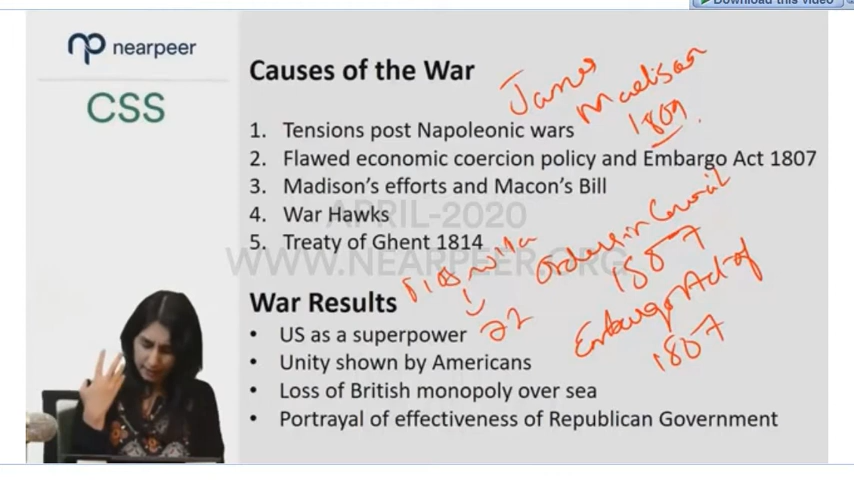 Download this video
nearpeer
CSS
Causes of the War
James
Madison
1809
1. Tensions post Napoleonic wars
2. Flawed economic coercion policy and Embargo Act 1807
3. Madison's efforts and Macon's Bill
4. War Hawks
5. Treaty of Ghent 1814
APRIL-2020
WWW.NEARPEER.ORG
Orders in Council
1807
Embargo Act of
1807
22
War Results
• US as a superpower
• Unity shown by Americans
• Loss of British monopoly over sea
• Portrayal of effectiveness of Republican Government